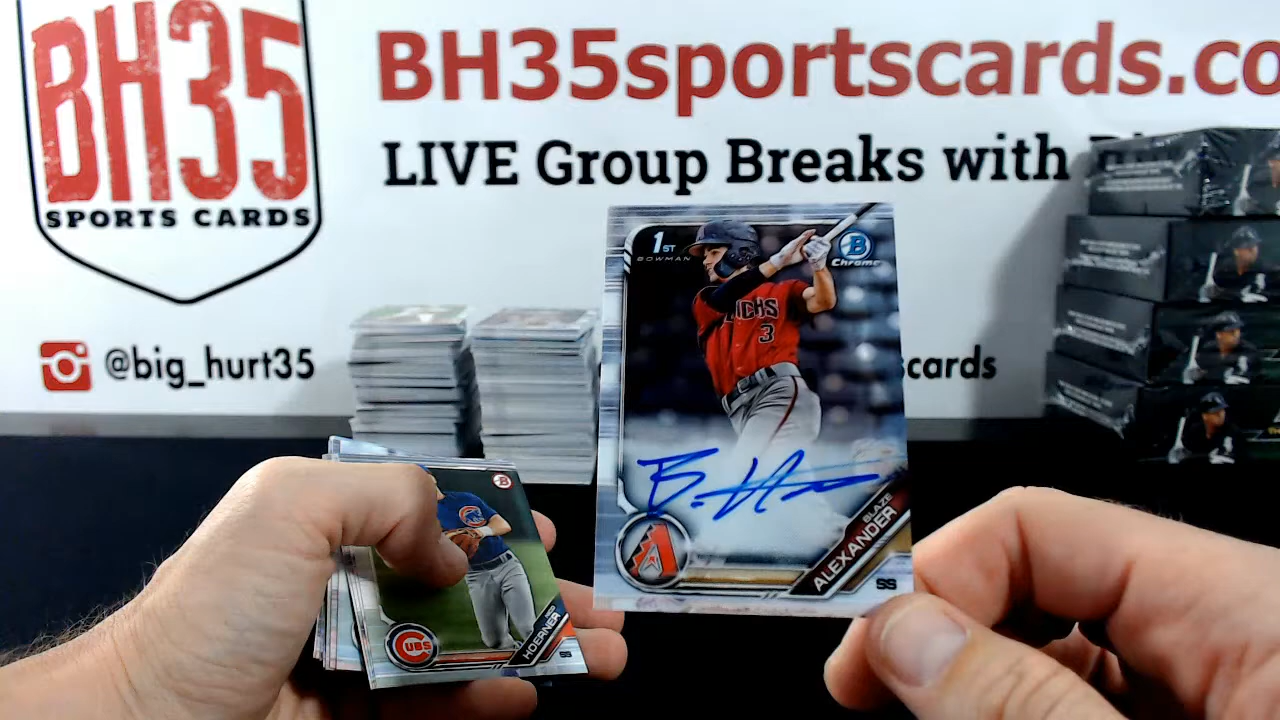 BH35
SPORTS CARDS
BH35sportscards.co
LIVE Group Breaks with
@big_hurt35
scards
1ST
BOWMAN
B
Chrome
ICHS
3
BLAZE
ALEXANDER
SS
B
CUBS
HOERNER
SS